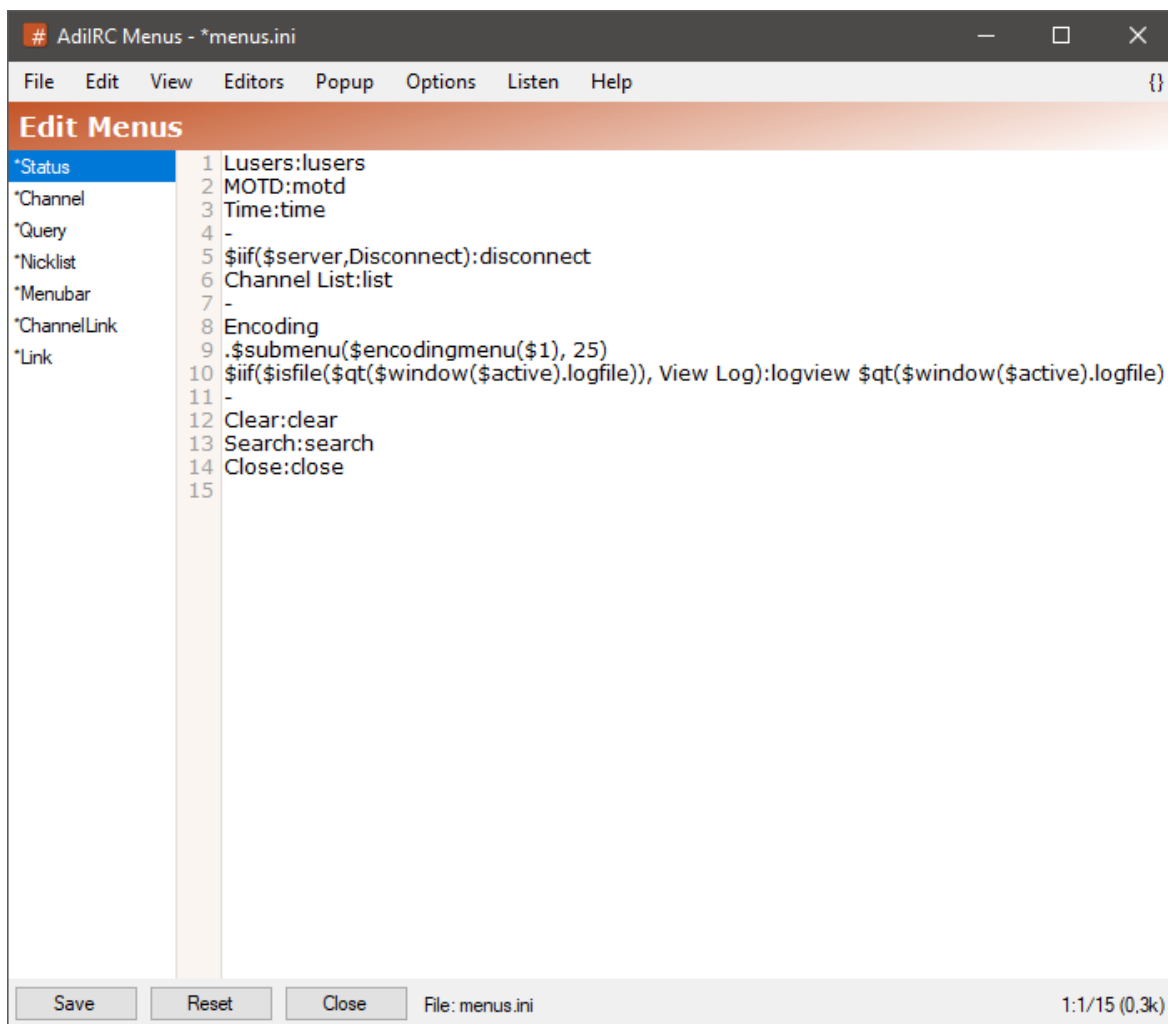 # AdiIRC Menus - *menus.ini
File Edit View Editors Popup Options Listen Help {}
Edit Menus
*Status
*Channel
*Query
*Nicklist
*Menubar
*ChannelLink
*Link
1 Lusers:lusers
2 MOTD:motd
3 Time:time
4 -
5 $iif($server,Disconnect):disconnect
6 Channel List:list
7 -
8 Encoding
9 .$submenu($encodingmenu($1), 25)
10 $iif($isfile($qt($window($active).logfile)), View Log):logview $qt($window($active).logfile)
11 -
12 Clear:clear
13 Search:search
14 Close:close
15
Save Reset Close File: menus.ini 1:1/15 (0,3k)